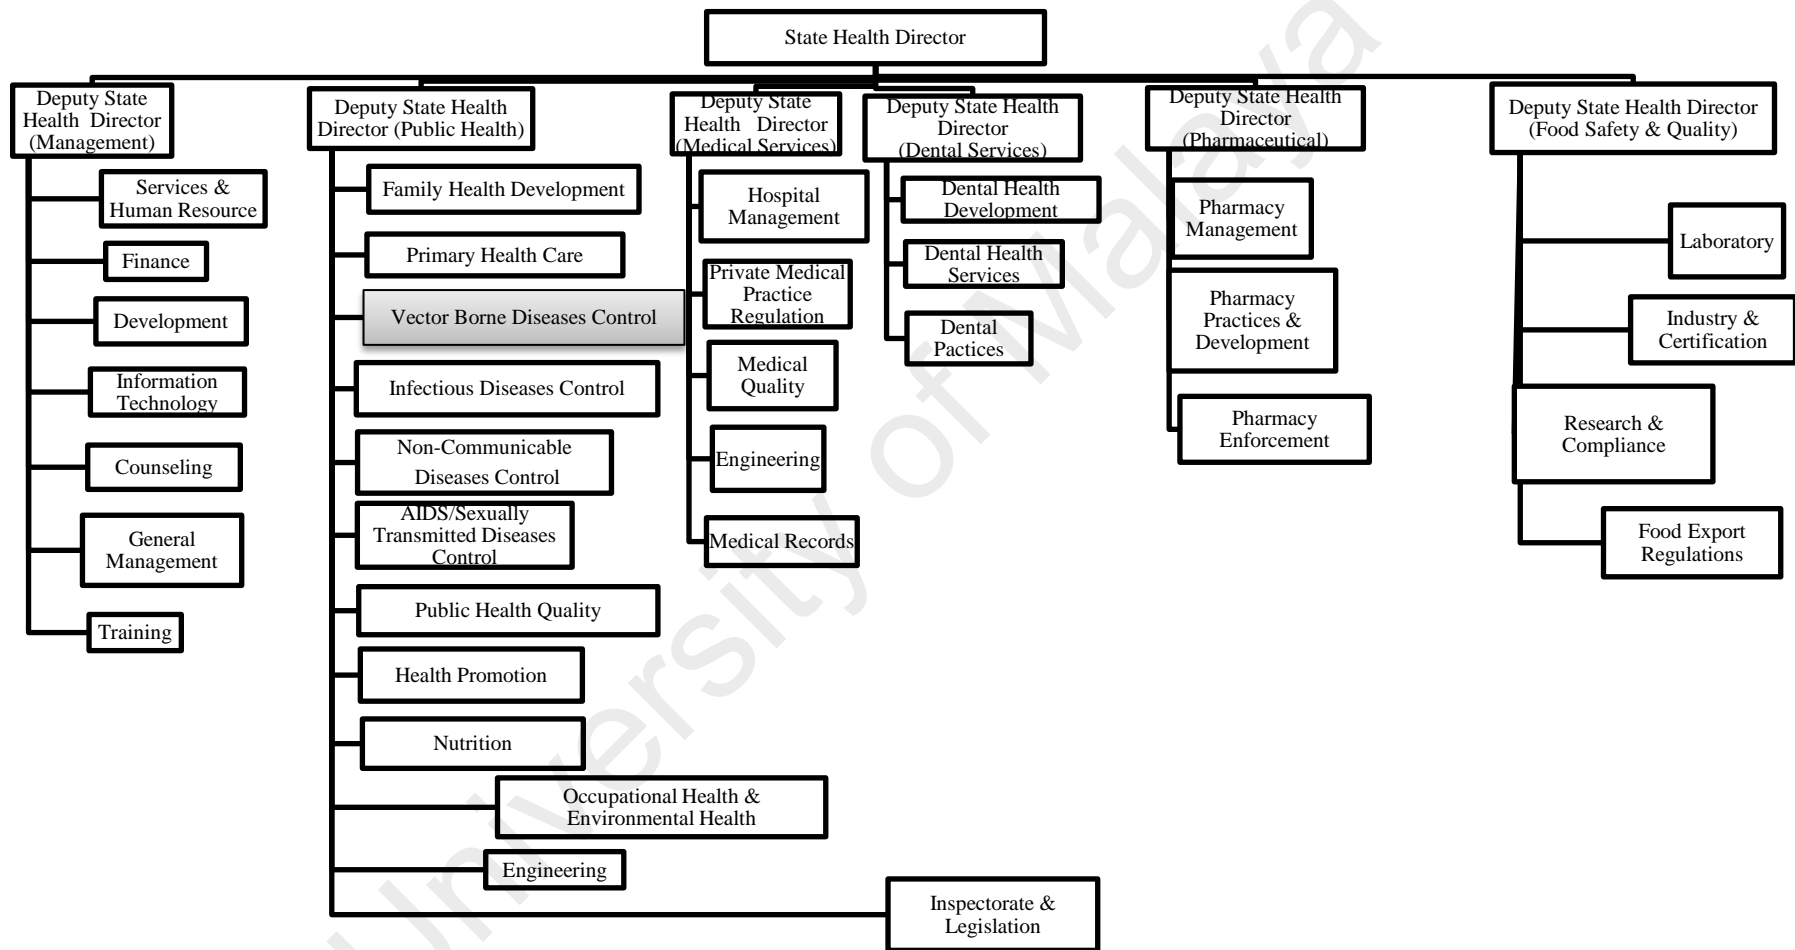 State Health Director
Deputy State
Health Director
(Management)
Services &
Human Resource
Finance
Development
Information
Technology
Counseling
General
Management
Training
Deputy State Health
Director (Public Health)
Family Health Development
Primary Health Care
Vector Borne Diseases Control
Infectious Diseases Control
Non-Communicable
Diseases Control
AIDS/Sexually
Transmitted Diseases
Control
Public Health Quality
Health Promotion
Nutrition
Occupational Health &
Environmental Health
Engineering
Inspectorate &
Legislation
Deputy State
Health Director
(Medical Services)
Hospital
Management
Private Medical
Practice
Regulation
Medical
Quality
Engineering
Medical Records
Deputy State Health
Director
(Dental Services)
Dental Health
Development
Dental Health
Services
Dental
Pactices
Deputy State Health
Director
(Pharmaceutical)
Pharmacy
Management
Pharmacy
Practices &
Development
Pharmacy
Enforcement
Deputy State Health Director
(Food Safety & Quality)
Laboratory
Industry &
Certification
Research &
Compliance
Food Export
Regulations
University of Malaya